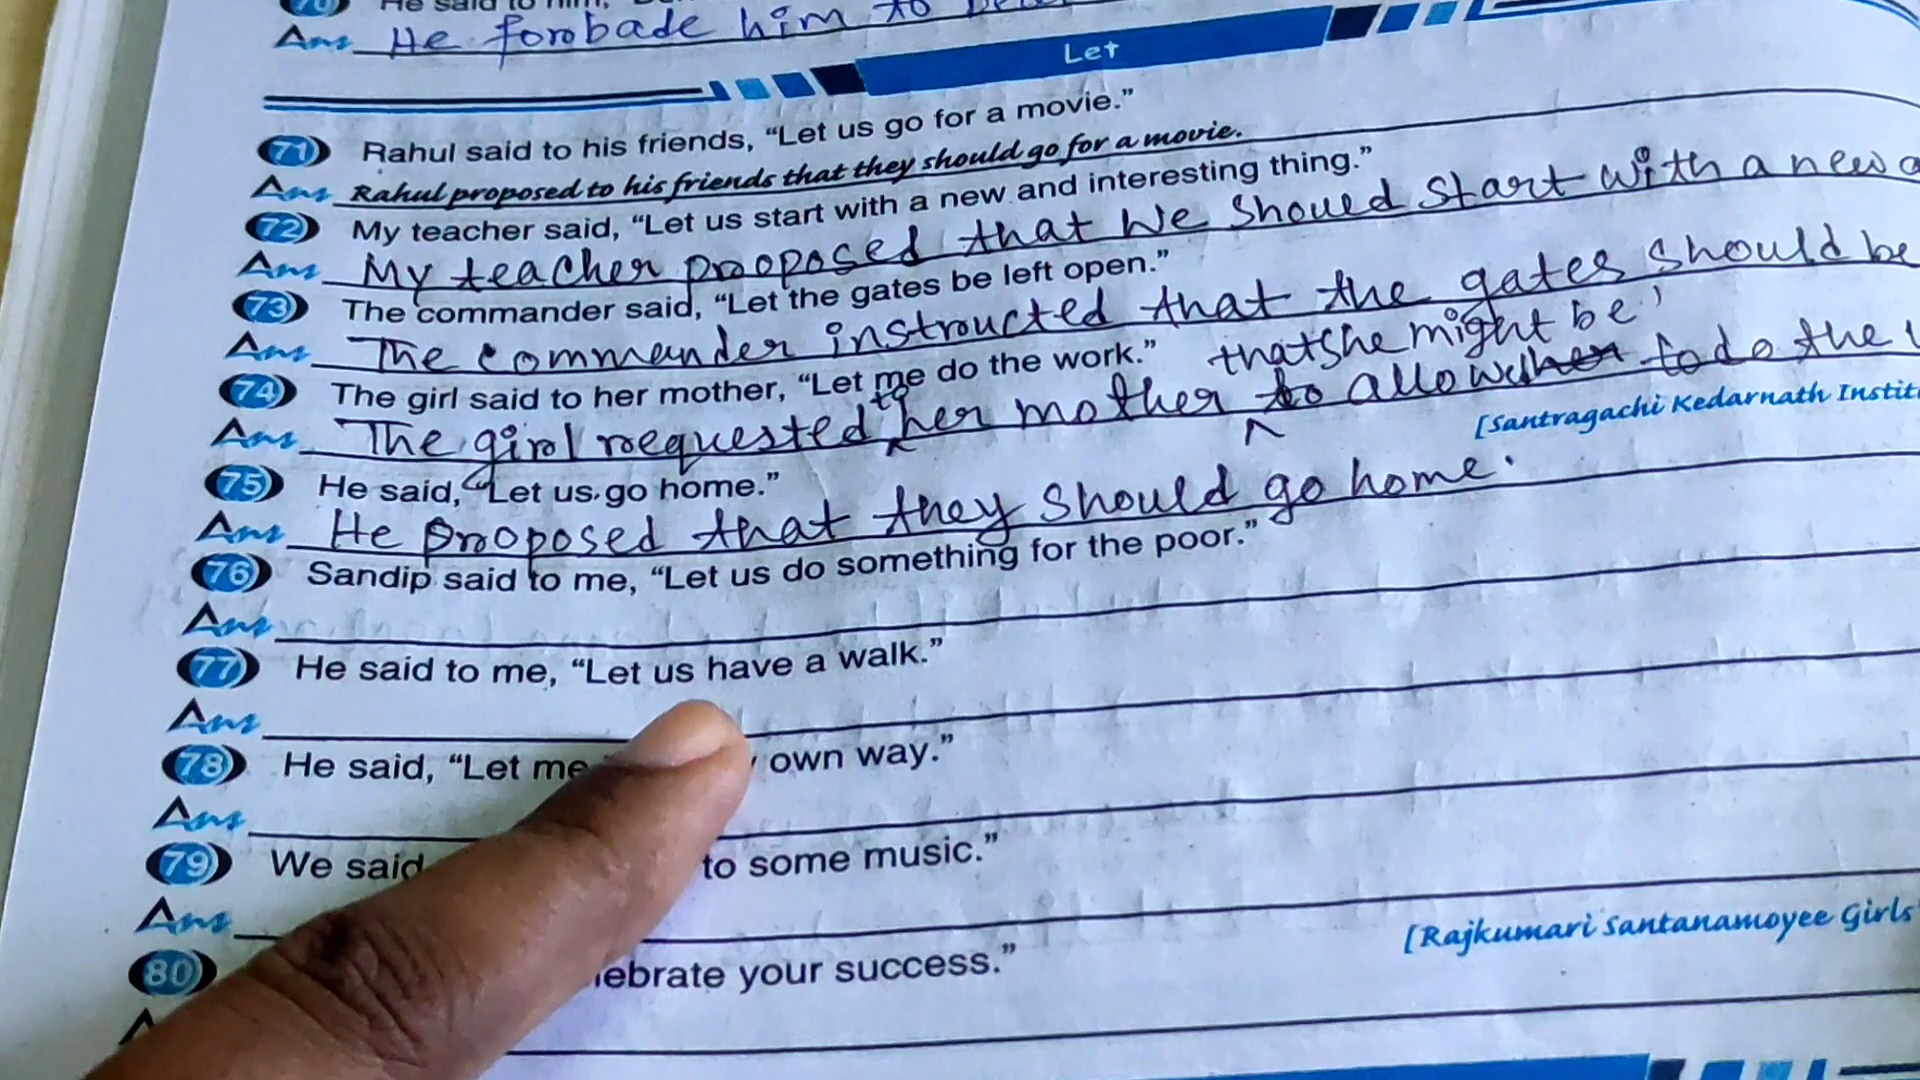 70 He said to him,
Ans He forbade him to
Let
71 Rahul said to his friends, “Let us go for a movie.”
Ans Rahul proposed to his friends that they should go for a movie.
72 My teacher said, “Let us start with a new and interesting thing.”
Ans My teacher proposed that we should start with a new a
73 The commander said, “Let the gates be left open.”
Ans The commander instructed that the gates should be
74 The girl said to her mother, “Let me do the work.” that she might be
Ans The girl requested to her mother to allow her to do the
[Santragachi Kedarnath Instit
75 He said, “Let us go home.”
Ans He proposed that they should go home.
76 Sandip said to me, “Let us do something for the poor.”
Ans
77 He said to me, “Let us have a walk.”
Ans
78 He said, “Let me own way.”
Ans
79 We said to some music.”
Ans
[Rajkumari Santanamoyee Girls'
80 lebrate your success.”